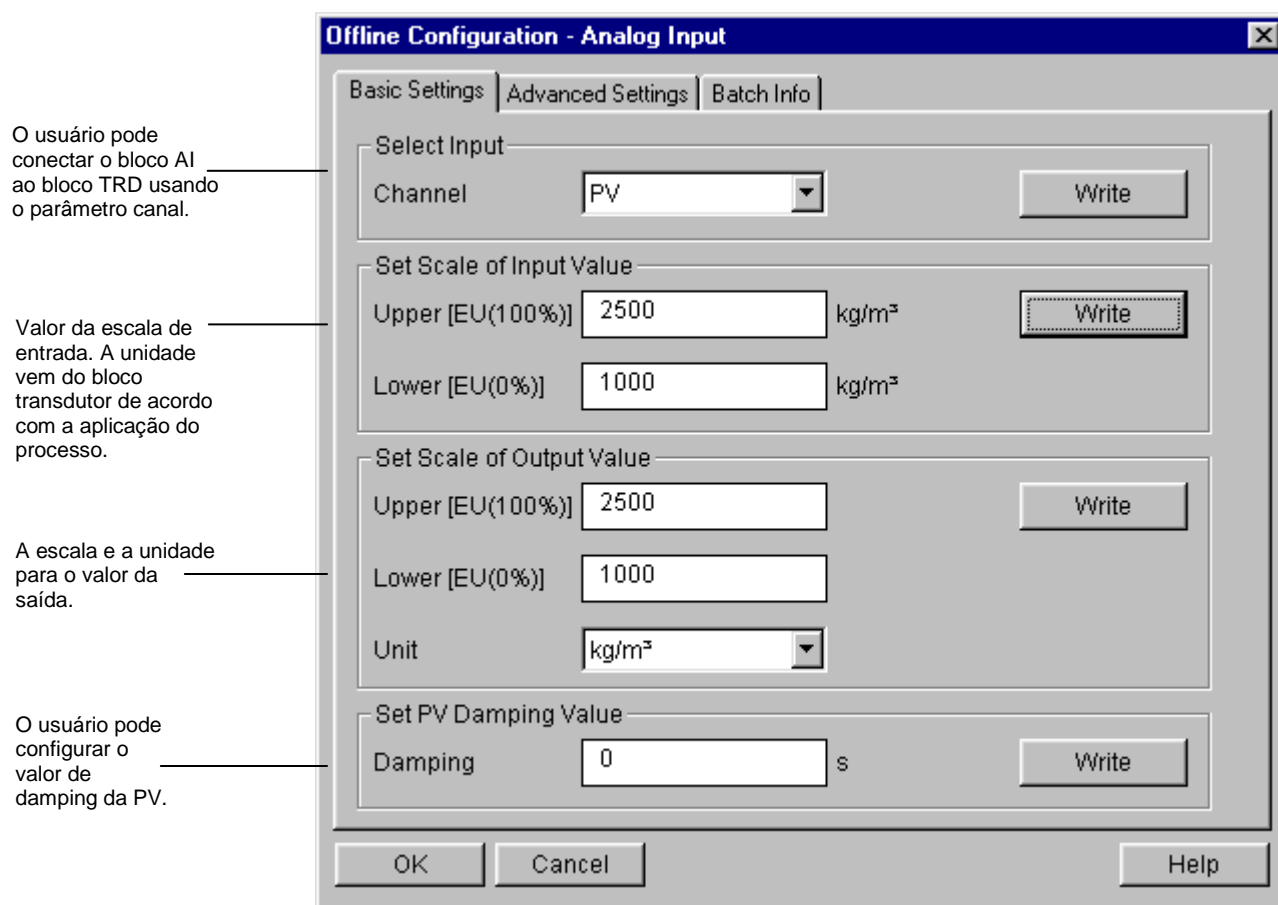 Offline Configuration - Analog Input
Basic Settings
Advanced Settings
Batch Info
O usuário pode
conectar o bloco AI
ao bloco TRD usando
o parâmetro canal.
Select Input
Channel
PV
Write
Valor da escala de
entrada. A unidade
vem do bloco
transdutor de acordo
com a aplicação do
processo.
Set Scale of Input Value
Upper [EU(100%)]
2500
kg/m³
Write
Lower [EU(0%)]
1000
kg/m³
A escala e a unidade
para o valor da
saída.
Set Scale of Output Value
Upper [EU(100%)]
2500
Write
Lower [EU(0%)]
1000
Unit
kg/m³
O usuário pode
configurar o
valor de
damping da PV.
Set PV Damping Value
Damping
0
s
Write
OK
Cancel
Help